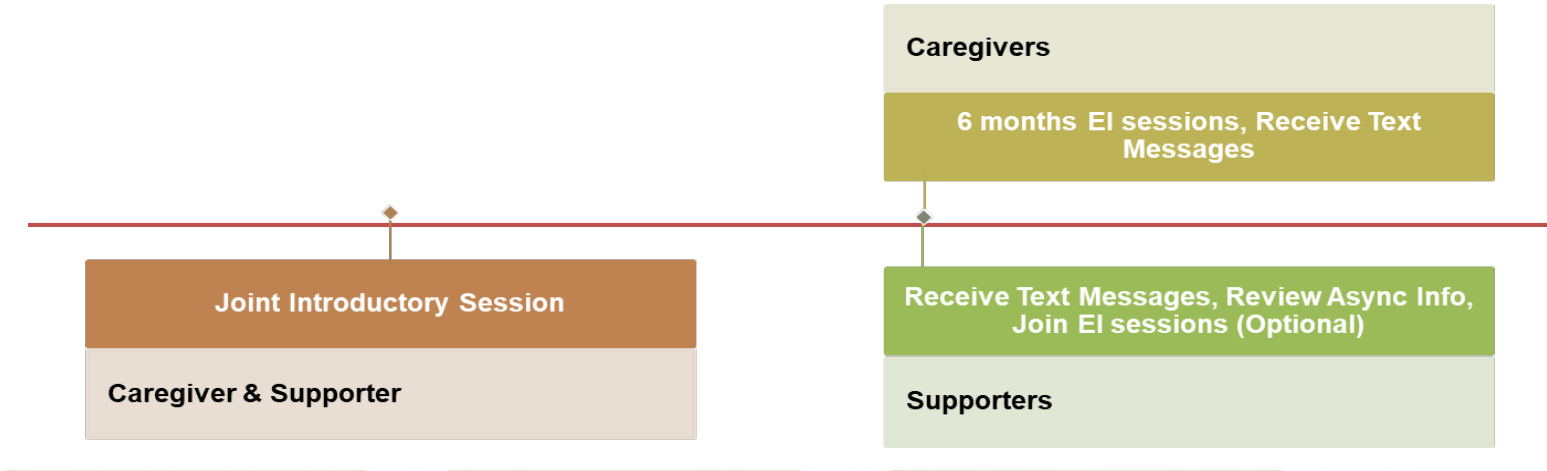 Caregivers
6 months EI sessions, Receive Text
Messages
Joint Introductory Session
Caregiver & Supporter
Receive Text Messages, Review Async Info,
Join EI sessions (Optional)
Supporters